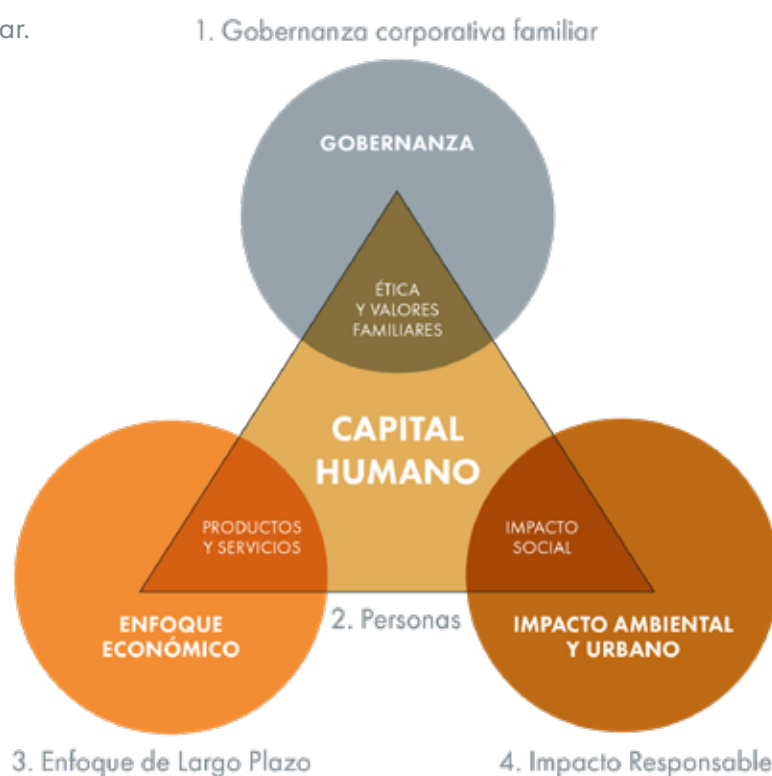 ar.
1. Gobernanza corporativa familiar
GOBERNANZA
ÉTICA
Y VALORES
FAMILIARES
CAPITAL
HUMANO
PRODUCTOS
Y SERVICIOS
IMPACTO
SOCIAL
ENFOQUE
ECONÓMICO
2. Personas
IMPACTO AMBIENTAL
Y URBANO
3. Enfoque de Largo Plazo
4. Impacto Responsable